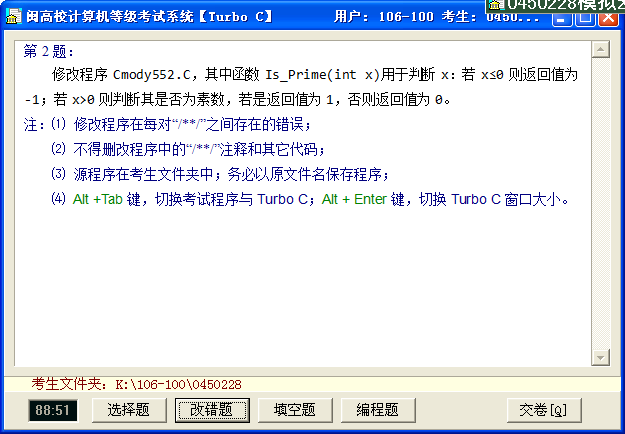 0450228模拟
闽高校计算机等级考试系统【Turbo C】 用户: 106-100 考生: 0450...
第 2 题:
修改程序 Cmody552.C，其中函数 Is_Prime(int x)用于判断 x：若 x≤0 则返回值为
-1；若 x>0 则判断其是否为素数，若是返回值为 1，否则返回值为 0。
注：⑴ 修改程序在每对“/**/”之间存在的错误；
⑵ 不得删改程序中的“/**/”注释和其它代码；
⑶ 源程序在考生文件夹中；务必以原文件名保存程序；
⑷ Alt +Tab 键，切换考试程序与 Turbo C；Alt + Enter 键，切换 Turbo C 窗口大小。
考生文件夹：K:\106-100\0450228
88:51 选择题 改错题 填空题 编程题 交卷[Q]